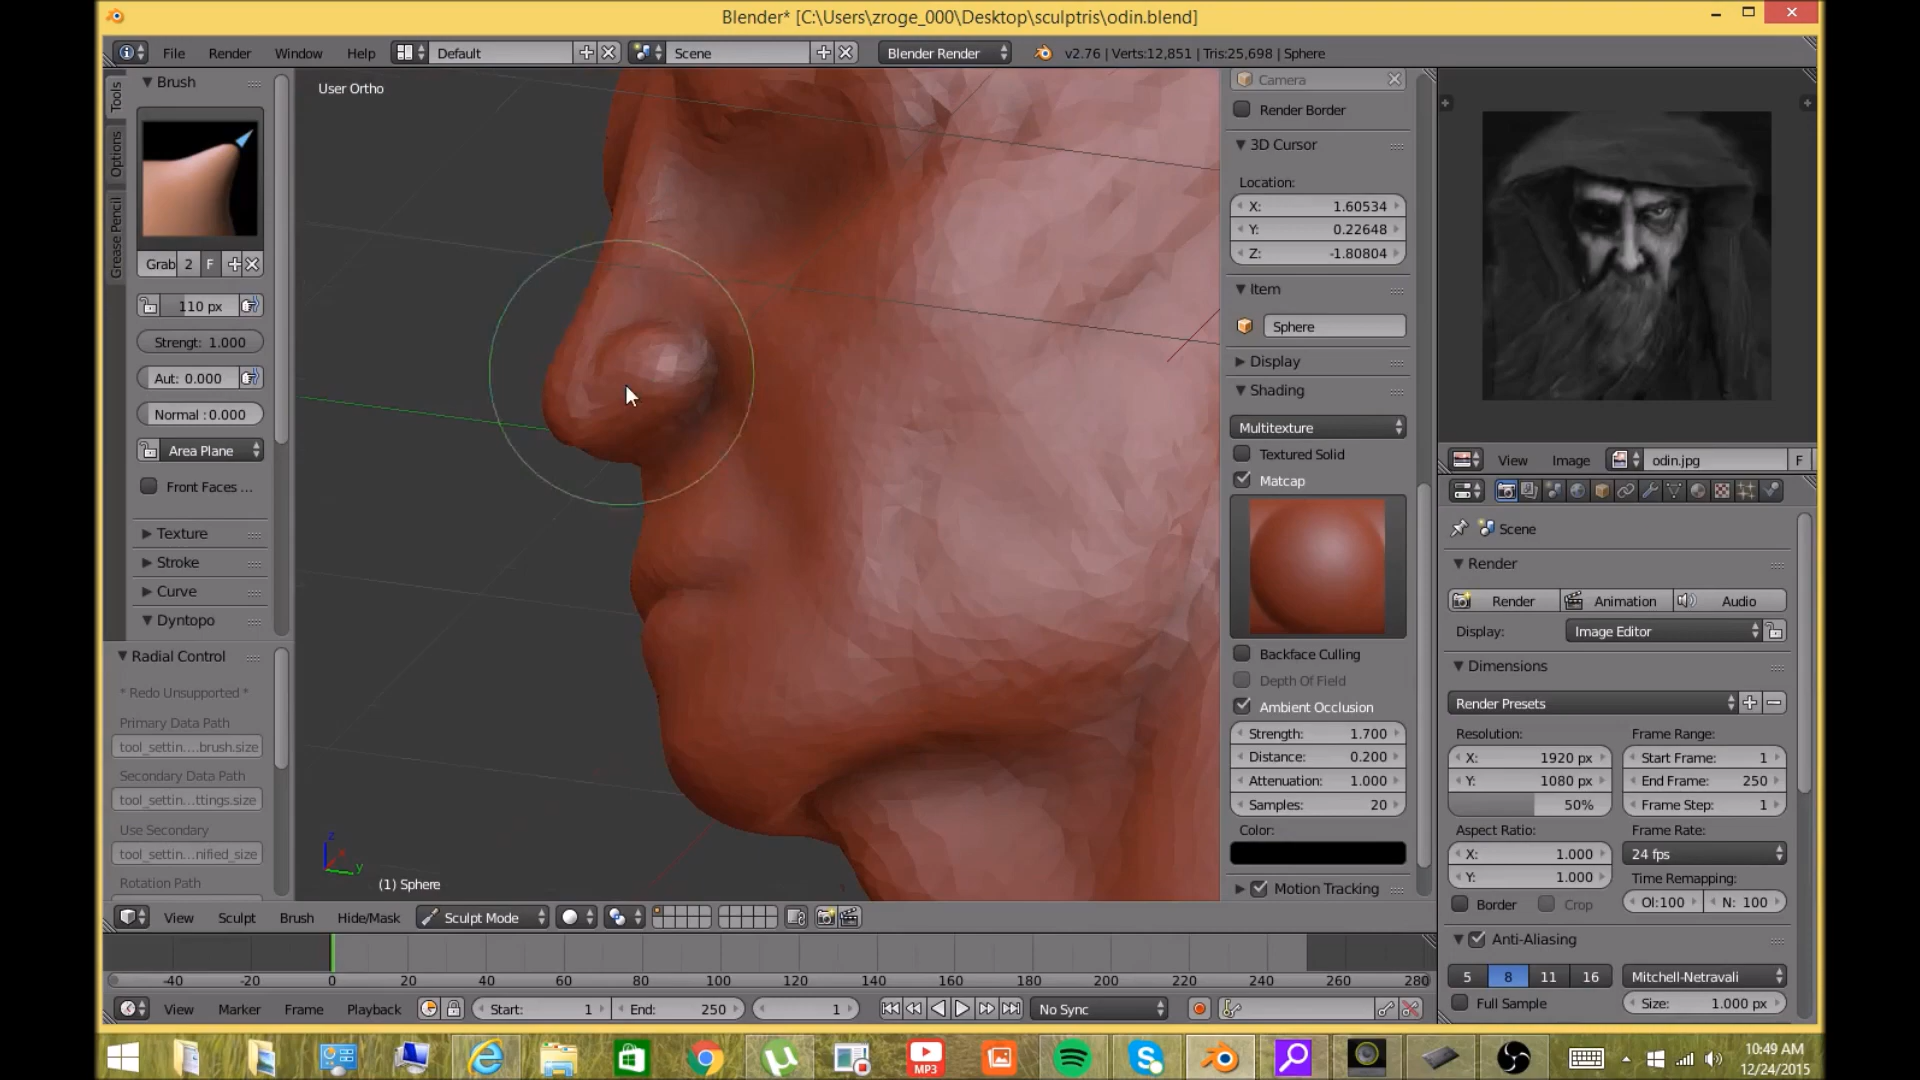 Blender* [C:\Users\zroge_000\Desktop\sculptris\odin.blend]
File Render Window Help Default Scene Blender Render v2.76 | Verts:12,851 | Tris:25,698 | Sphere
Tools
Options
Grease Pencil
Brush
Grab 2 F
110 px
Strengt: 1.000
Aut: 0.000
Normal : 0.000
Area Plane
Front Faces ...
Texture
Stroke
Curve
Dyntopo
Radial Control
* Redo Unsupported *
Primary Data Path
tool_settin....brush.size
Secondary Data Path
tool_settin...ttings.size
Use Secondary
tool_settin...nified_size
Rotation Path
User Ortho
z
x
y
(1) Sphere
Camera
Render Border
3D Cursor
Location:
X: 1.60534
Y: 0.22648
Z: -1.80804
Item
Sphere
Display
Shading
Multitexture
Textured Solid
Matcap
Backface Culling
Depth Of Field
Ambient Occlusion
Strength: 1.700
Distance: 0.200
Attenuation: 1.000
Samples: 20
Color:
Motion Tracking
View Image odin.jpg F
Scene
Render
Render Animation Audio
Display: Image Editor
Dimensions
Render Presets
Resolution: Frame Range:
X: 1920 px Start Frame: 1
Y: 1080 px End Frame: 250
50% Frame Step: 1
Aspect Ratio: Frame Rate:
X: 1.000 24 fps
Y: 1.000 Time Remapping:
Border Crop Ol:100 N: 100
Anti-Aliasing
5 8 11 16 Mitchell-Netravali
Full Sample Size: 1.000 px
View Sculpt Brush Hide/Mask Sculpt Mode
-40 -20 0 20 40 60 80 100 120 140 160 180 200 220 240 260 280
View Marker Frame Playback Start: 1 End: 250 1 No Sync
MP3
10:49 AM
12/24/2015